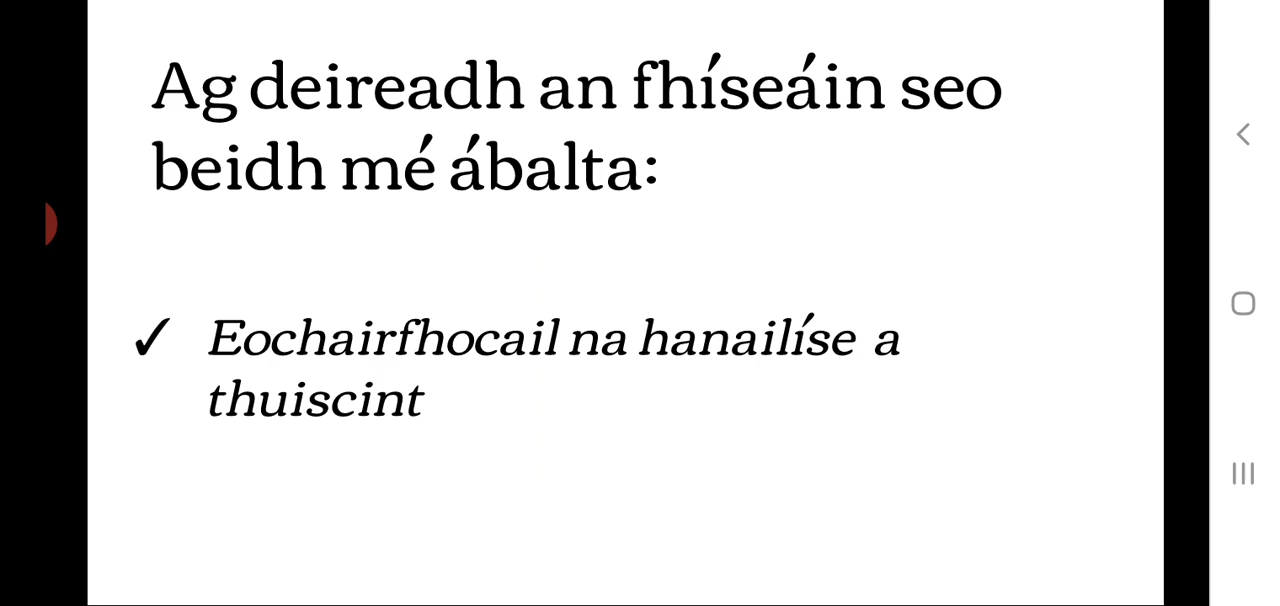 Ag deireadh an fhíseáin seo
beidh mé ábalta:
✓ Eochairfhocail na hanailíse a
thuiscint